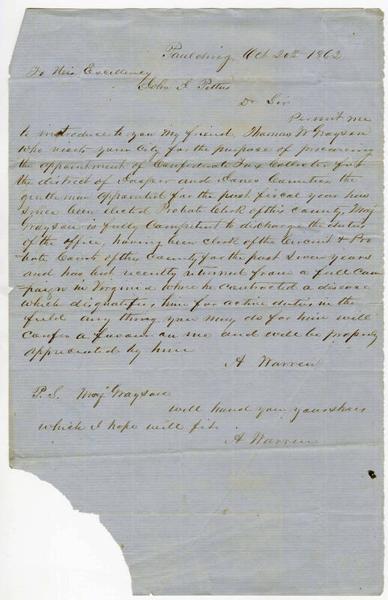 Paulding Oct 20th 1862
To His Excellency
John J Pettus
Dr Sir
Permit me
to introduce to you my friend, Thomas W Grayson
who visits your City for the purpose of procuring
the appointment of Confederate Tax Collector for
the district of Jasper and Jones Counties the
gentleman appointed for the past fiscal year has
since been elected Probate Clerk of this county, Maj
Grayson is fully Competent to discharge the duties
of the office, having been clerk of the Circuit & Pro
bate Courts of this County for the past Seven years
and has but recently returned from a full Cam
paign in Virginia where he contracted a disease
which disqualifies him for active duties in the
field any thing you may do for him will
confer a favour on me and will be properly
appreciated by him
A Warren
P.S. Maj Grayson
will hand you your shoes
which I hope will fit.
A Warren